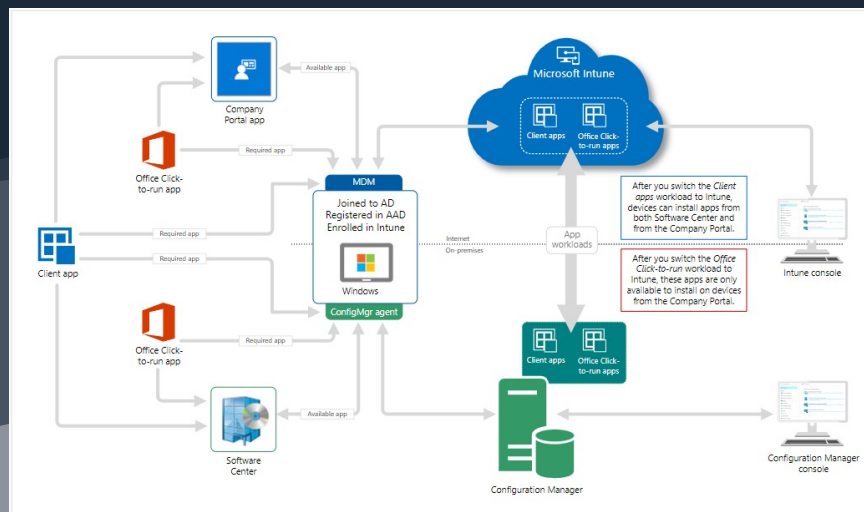 Microsoft Intune
Client apps
Office Click-
to-run apps
Available app
Company
Portal app
Required app
Office Click-
to-run app
MDM
Joined to AD
Registered in AAD
Enrolled in Intune
Windows
ConfigMgr agent
Required app
Client app
Required app
Internet
On-premises
App
workloads
After you switch the Client
apps workload to Intune,
devices can install apps from
both Software Center and
from the Company Portal.
After you switch the Office
Click-to-run workload to
Intune, these apps are only
available to install on devices
from the Company Portal.
Intune console
Office Click-
to-run app
Required app
Client apps
Office Click-
to-run apps
Available app
Software
Center
Configuration Manager
Configuration Manager
console